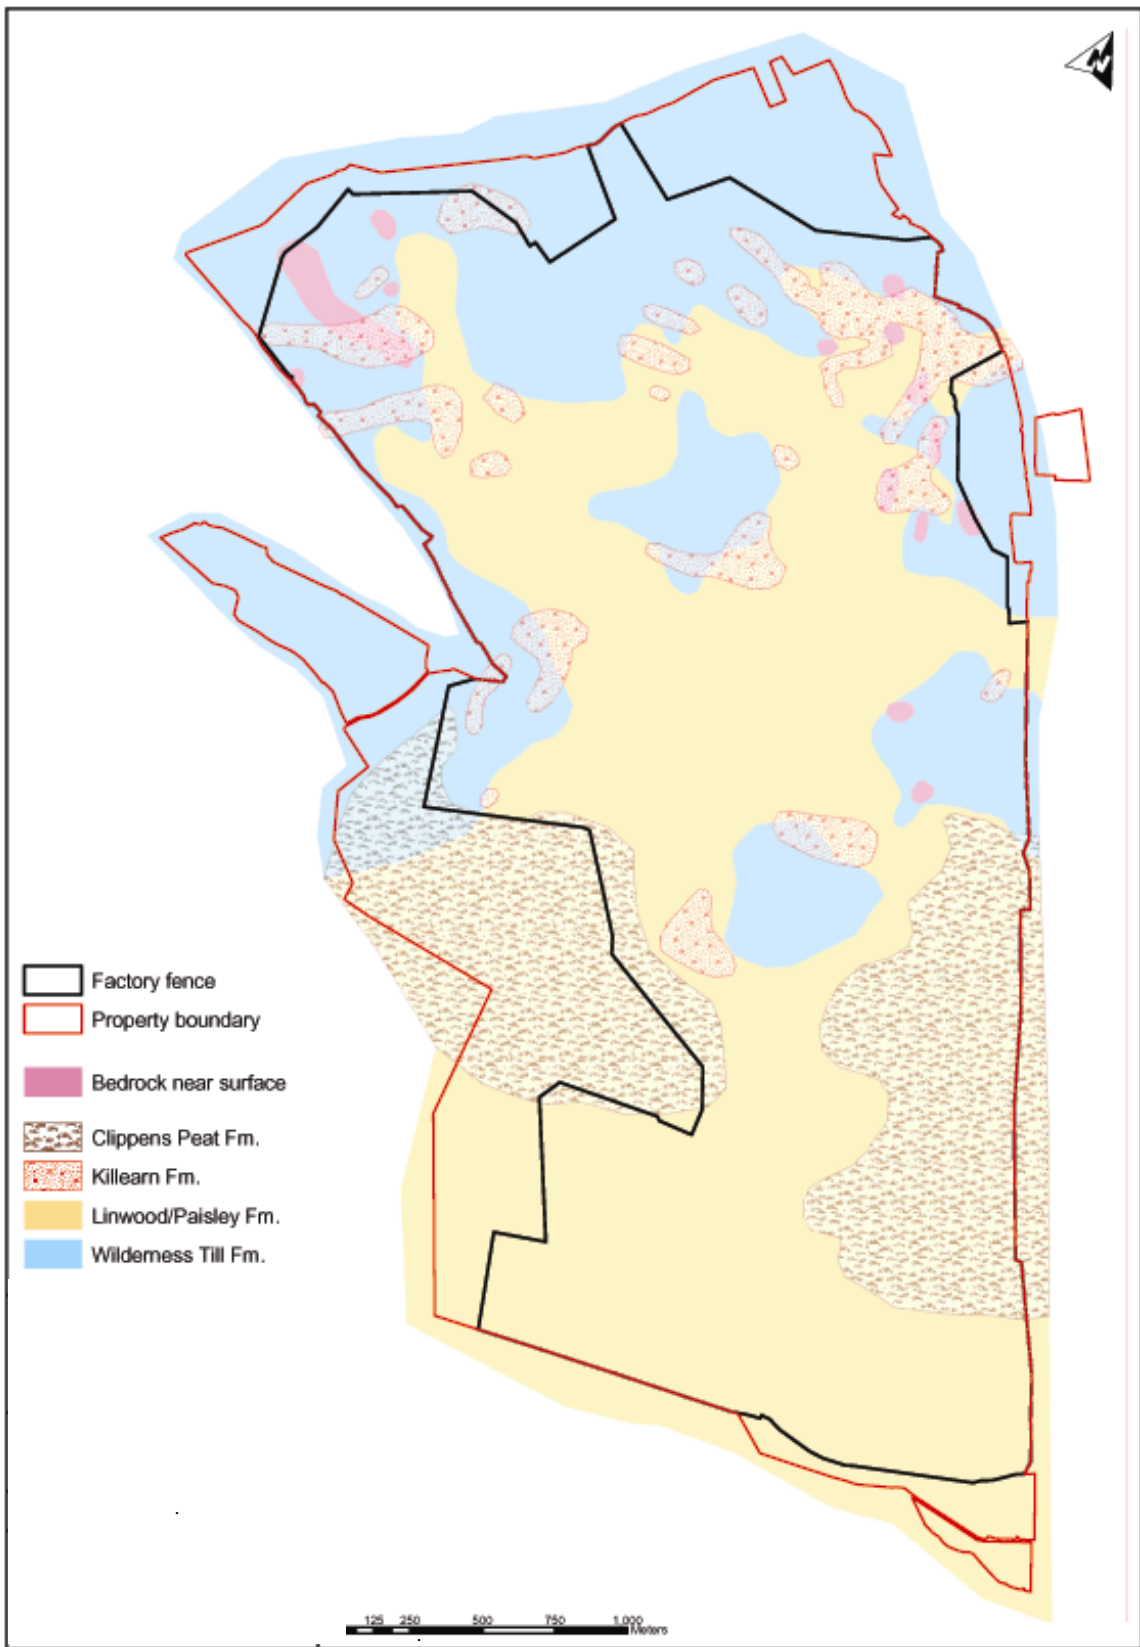 N
Factory fence
Property boundary
Bedrock near surface
Clippens Peat Fm.
Killearn Fm.
Linwood/Paisley Fm.
Wilderness Till Fm.
125 250 500 750 1,000
Meters